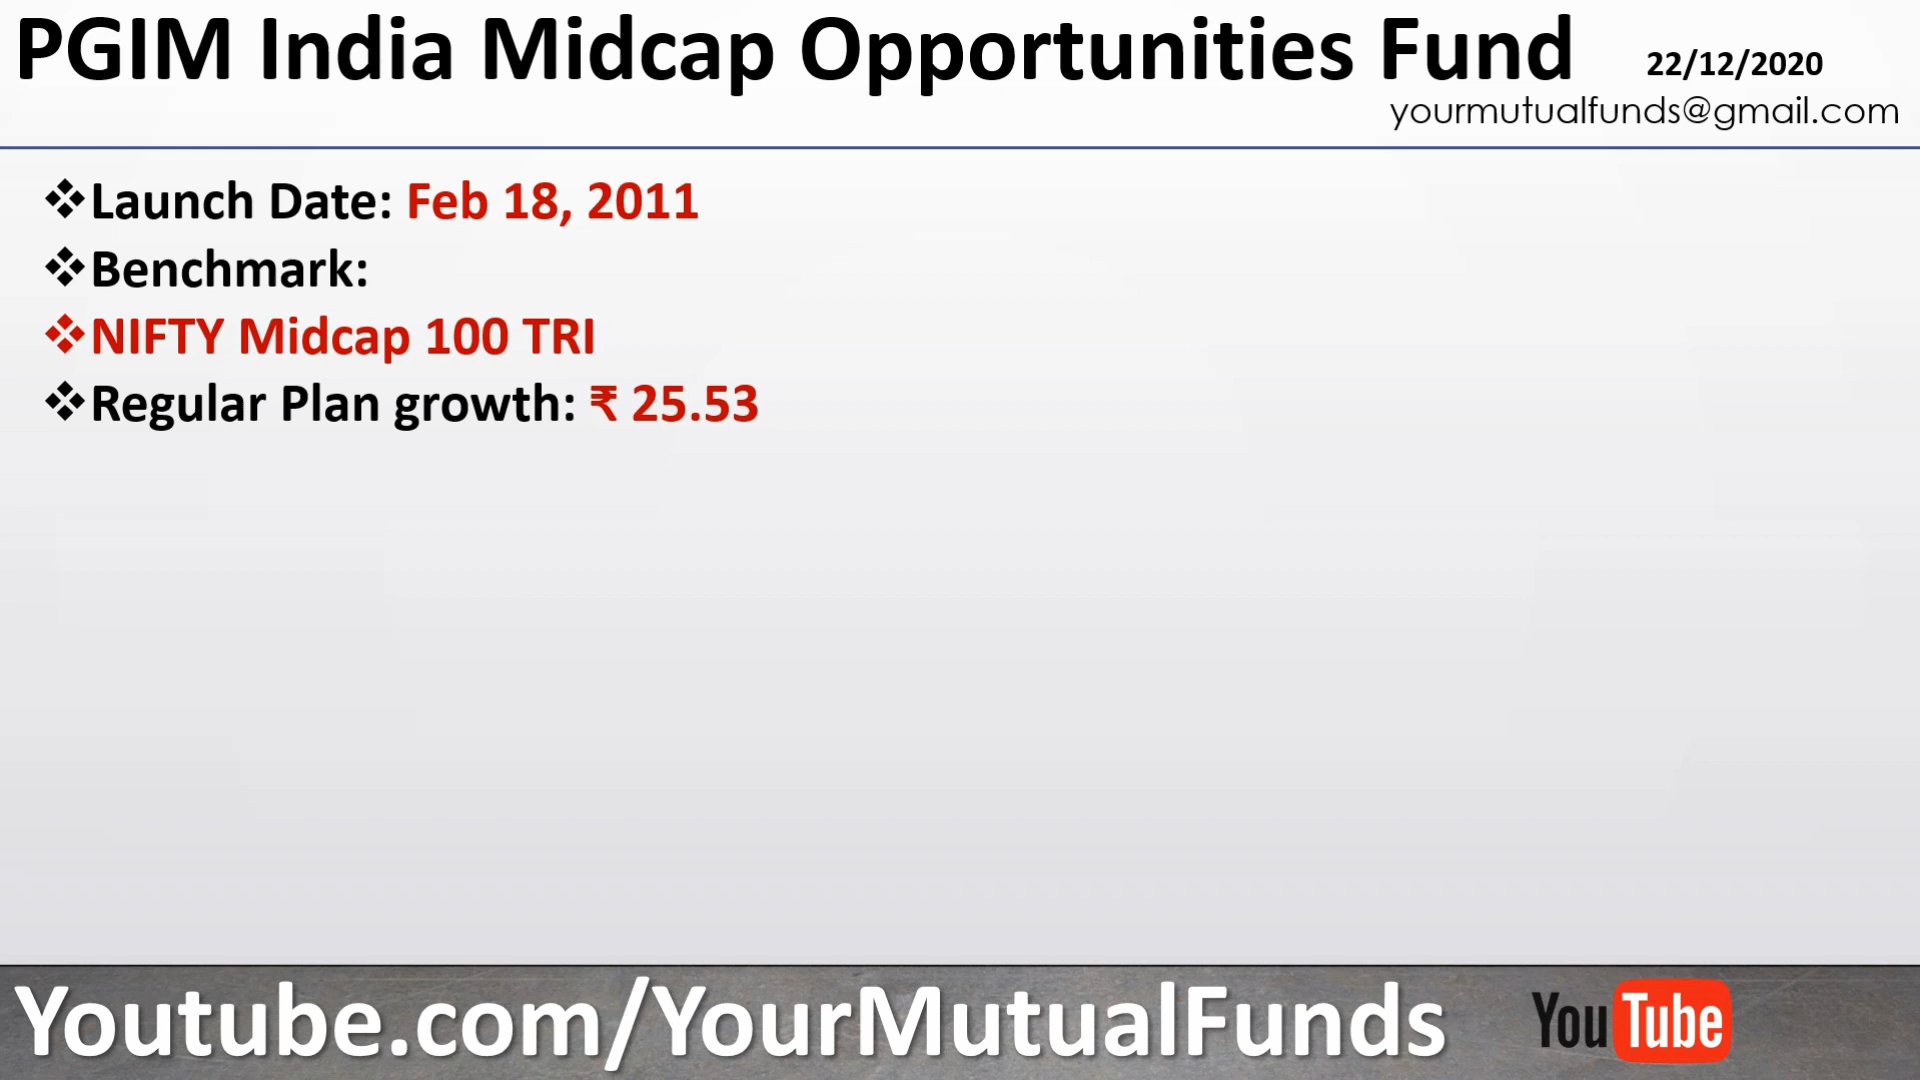 PGIM India Midcap Opportunities Fund 22/12/2020
yourmutualfunds@gmail.com
❖Launch Date: Feb 18, 2011
❖Benchmark:
❖NIFTY Midcap 100 TRI
❖Regular Plan growth: ₹ 25.53
Youtube.com/YourMutualFunds YouTube